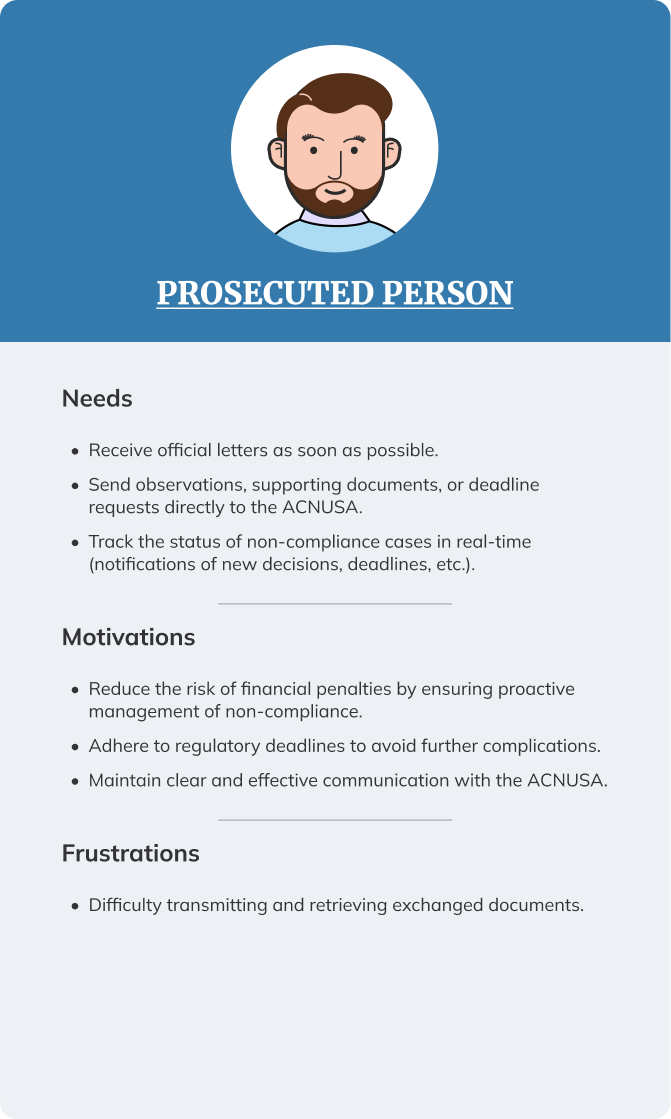 PROSECUTED PERSON
Needs
• Receive official letters as soon as possible.
• Send observations, supporting documents, or deadline
requests directly to the ACNUSA.
• Track the status of non-compliance cases in real-time
(notifications of new decisions, deadlines, etc.).
Motivations
• Reduce the risk of financial penalties by ensuring proactive
management of non-compliance.
• Adhere to regulatory deadlines to avoid further complications.
• Maintain clear and effective communication with the ACNUSA.
Frustrations
• Difficulty transmitting and retrieving exchanged documents.